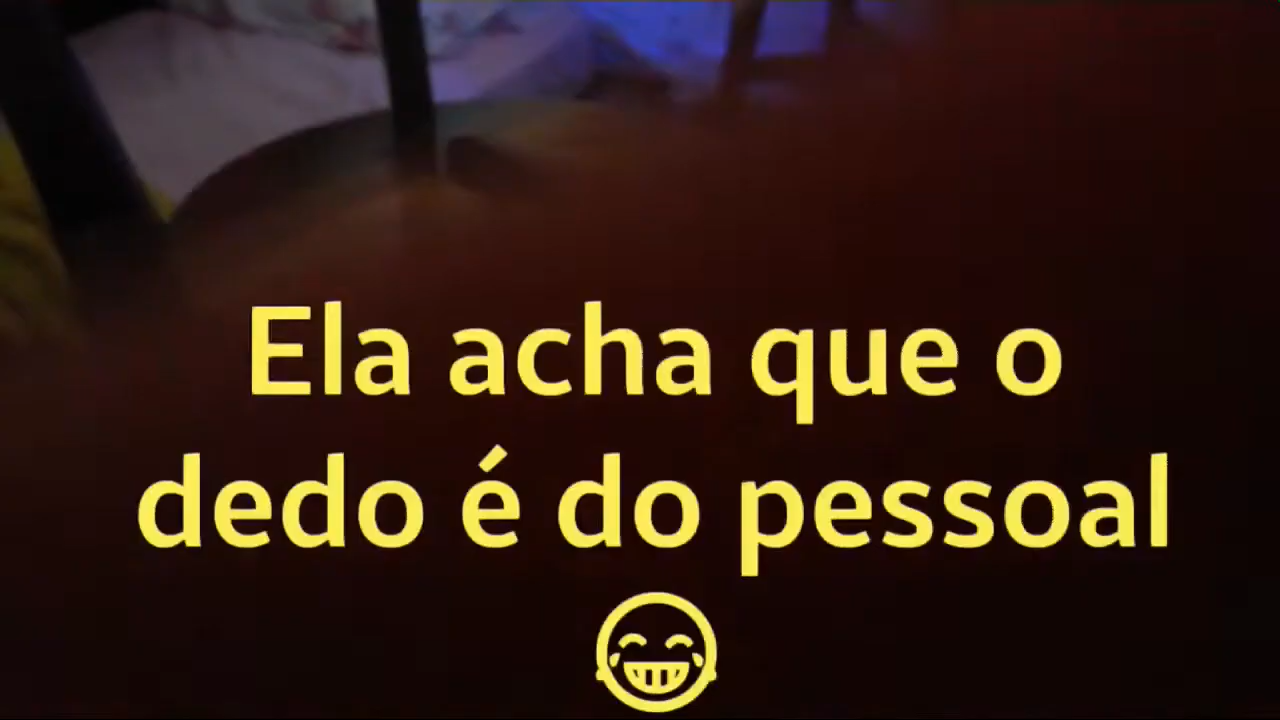 Ela acha que o
dedo é do pessoal
😂